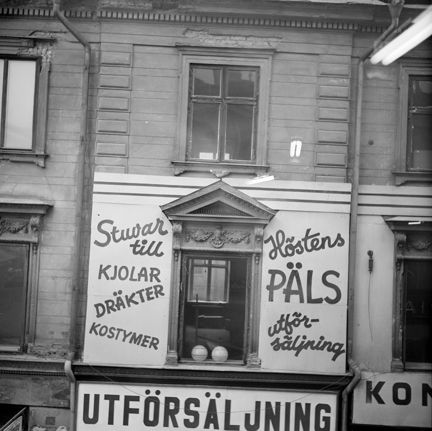 Stuvar
till
KJOLAR
DRÄKTER
KOSTYMER
Höstens
PÄLS
utför-
säljning
UTFÖRSÄLJNING
KON